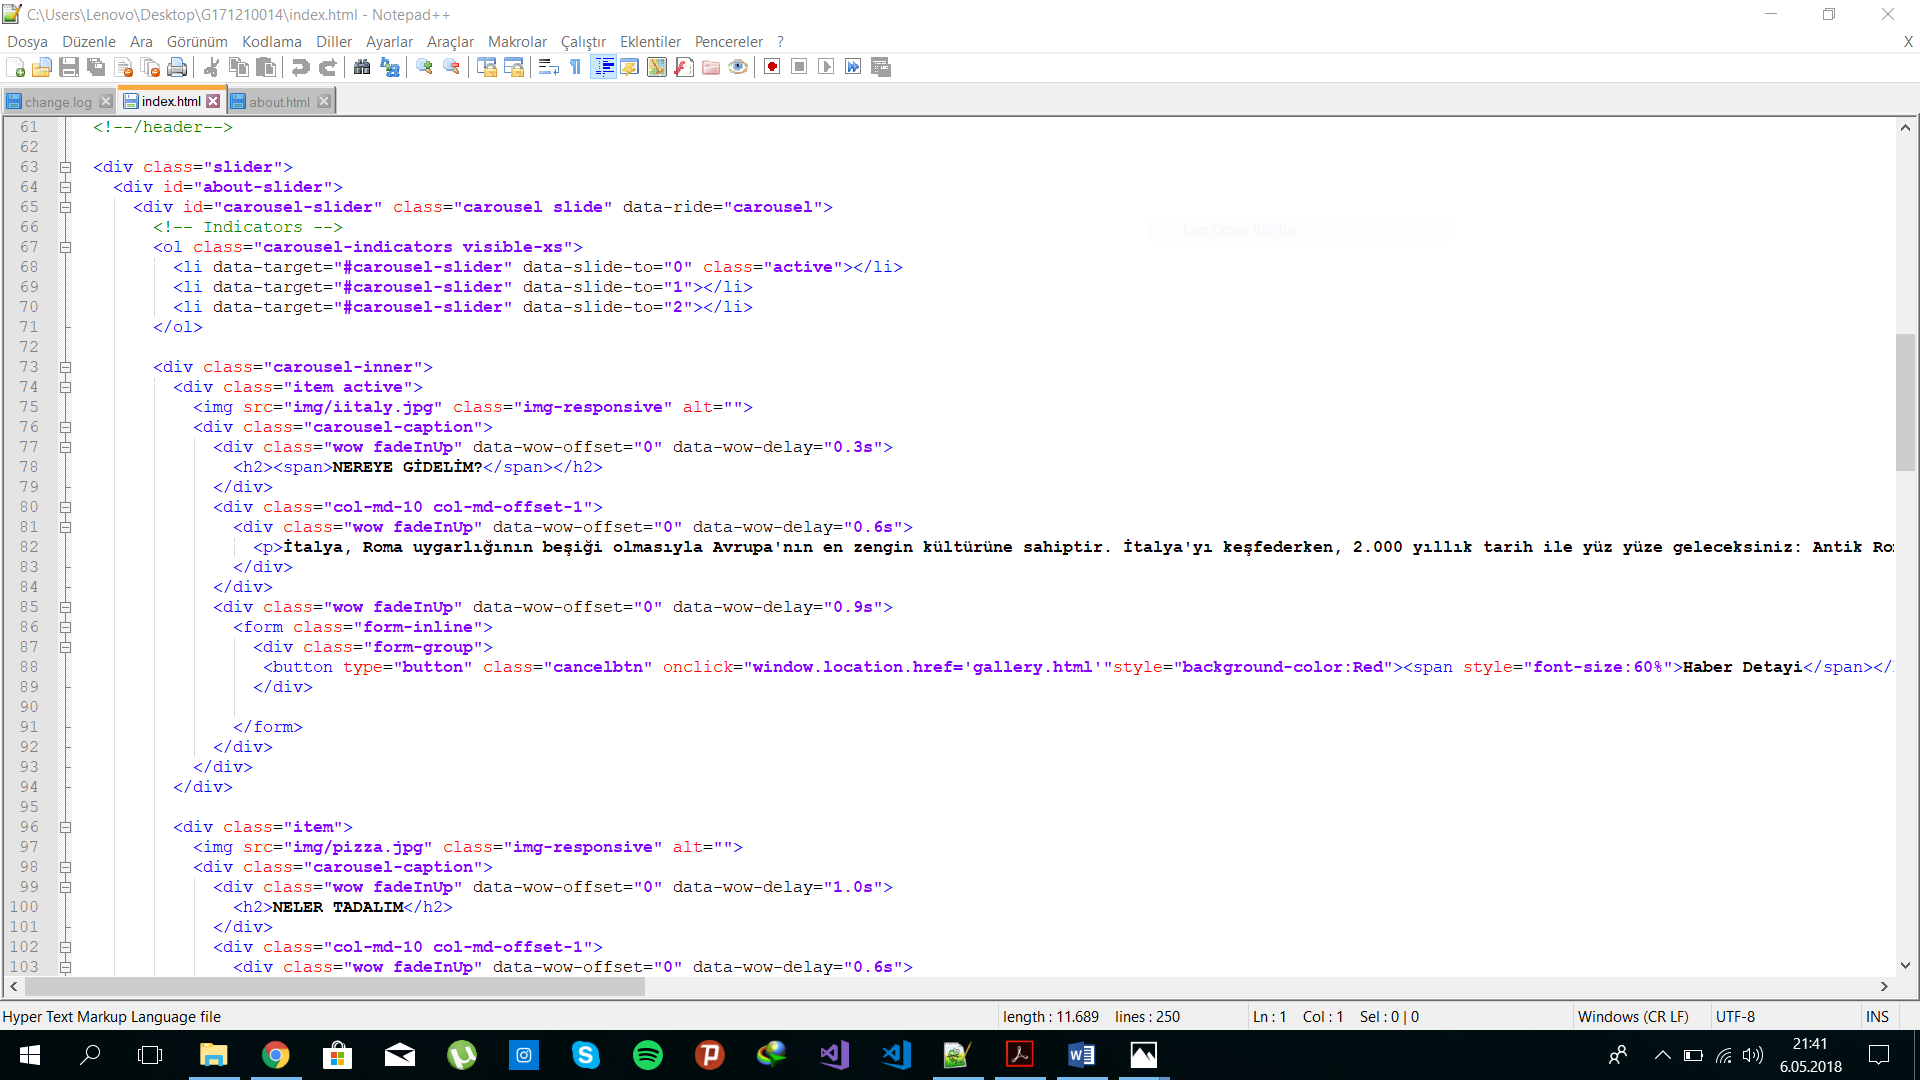 C:\Users\Lenovo\Desktop\G171210014\index.html - Notepad++
Dosya Düzenle Ara Görünüm Kodlama Diller Ayarlar Araçlar Makrolar Çalıştır Eklentiler Pencereler ? X
change.log index.html about.html
61 <!--/header-->
62
63 <div class="slider">
64 <div id="about-slider">
65 <div id="carousel-slider" class="carousel slide" data-ride="carousel">
66 <!-- Indicators -->
67 <ol class="carousel-indicators visible-xs">
68 <li data-target="#carousel-slider" data-slide-to="0" class="active"></li>
69 <li data-target="#carousel-slider" data-slide-to="1"></li>
70 <li data-target="#carousel-slider" data-slide-to="2"></li>
71 </ol>
72
73 <div class="carousel-inner">
74 <div class="item active">
75 <img src="img/iitaly.jpg" class="img-responsive" alt="">
76 <div class="carousel-caption">
77 <div class="wow fadeInUp" data-wow-offset="0" data-wow-delay="0.3s">
78 <h2><span>NEREYE GİDELİM?</span></h2>
79 </div>
80 <div class="col-md-10 col-md-offset-1">
81 <div class="wow fadeInUp" data-wow-offset="0" data-wow-delay="0.6s">
82 <p>İtalya, Roma uygarlığının beşiği olmasıyla Avrupa'nın en zengin kültürüne sahiptir. İtalya'yı keşfederken, 2.000 yıllık tarih ile yüz yüze geleceksiniz: Antik Ro
83 </div>
84 </div>
85 <div class="wow fadeInUp" data-wow-offset="0" data-wow-delay="0.9s">
86 <form class="form-inline">
87 <div class="form-group">
88 <button type="button" class="cancelbtn" onclick="window.location.href='gallery.html'"style="background-color:Red"><span style="font-size:60%">Haber Detayi</span></
89 </div>
90
91 </form>
92 </div>
93 </div>
94 </div>
95
96 <div class="item">
97 <img src="img/pizza.jpg" class="img-responsive" alt="">
98 <div class="carousel-caption">
99 <div class="wow fadeInUp" data-wow-offset="0" data-wow-delay="1.0s">
100 <h2>NELER TADALIM</h2>
101 </div>
102 <div class="col-md-10 col-md-offset-1">
103 <div class="wow fadeInUp" data-wow-offset="0" data-wow-delay="0.6s">
Hyper Text Markup Language file length : 11.689 lines : 250 Ln : 1 Col : 1 Sel : 0 | 0 Windows (CR LF) UTF-8 INS
21:41
6.05.2018